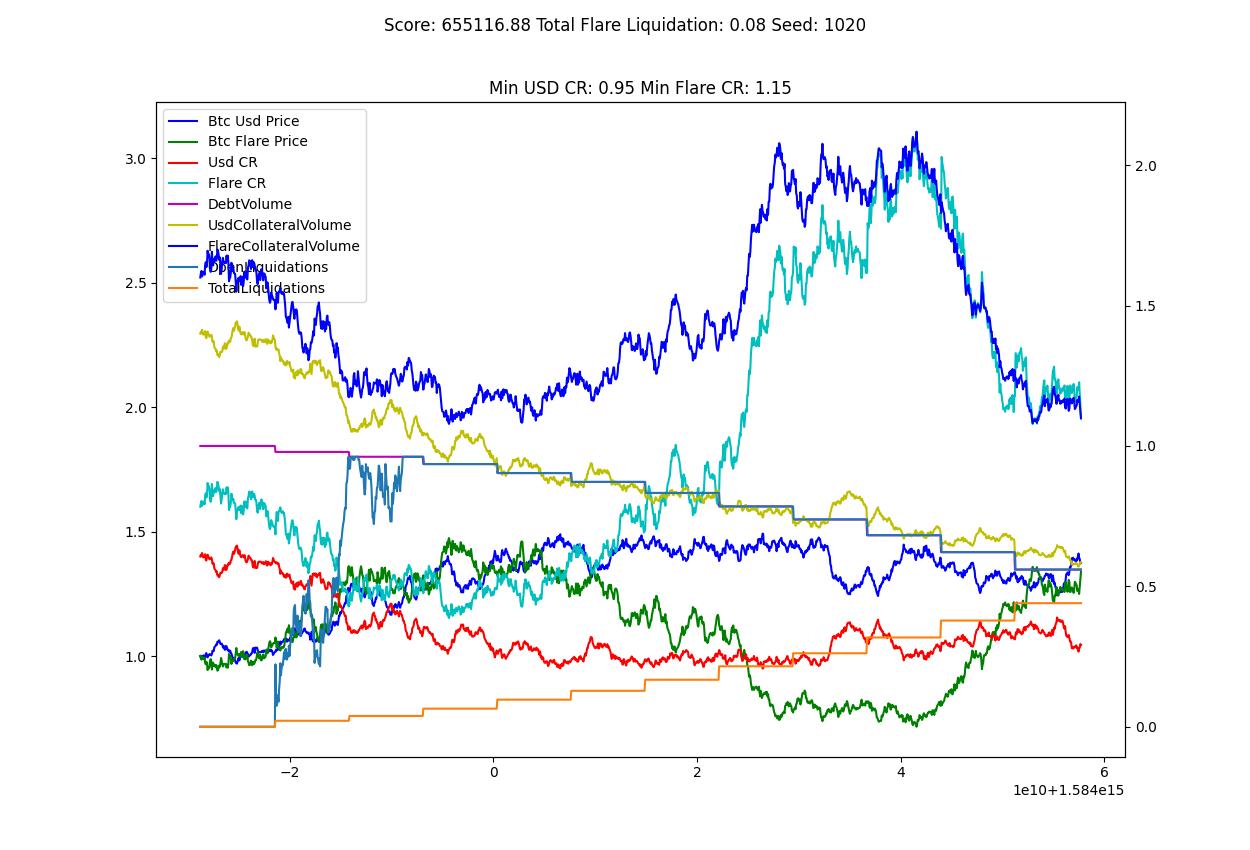 Score: 655116.88 Total Flare Liquidation: 0.08 Seed: 1020
Min USD CR: 0.95 Min Flare CR: 1.15
Btc Usd Price
Btc Flare Price
Usd CR
Flare CR
DebtVolume
UsdCollateralVolume
FlareCollateralVolume
OpenLiquidations
TotalLiquidations
3.0
2.5
2.0
1.5
1.0
2.0
1.5
1.0
0.5
0.0
−2 0 2 4 6
1e10+1.584e15